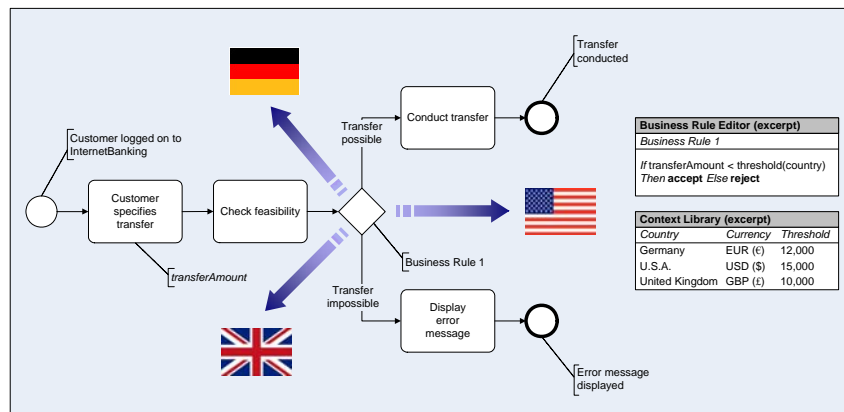 Customer logged on to
InternetBanking
Customer
specifies
transfer
transferAmount
Check feasibility
Transfer
possible
Transfer
impossible
Business Rule 1
Conduct transfer
Transfer
conducted
Display
error
message
Error message
displayed
Business Rule Editor (excerpt)
Business Rule 1
If transferAmount < threshold(country)
Then accept Else reject
Context Library (excerpt)
Country Currency Threshold
Germany EUR (€) 12,000
U.S.A. USD ($) 15,000
United Kingdom GBP (£) 10,000